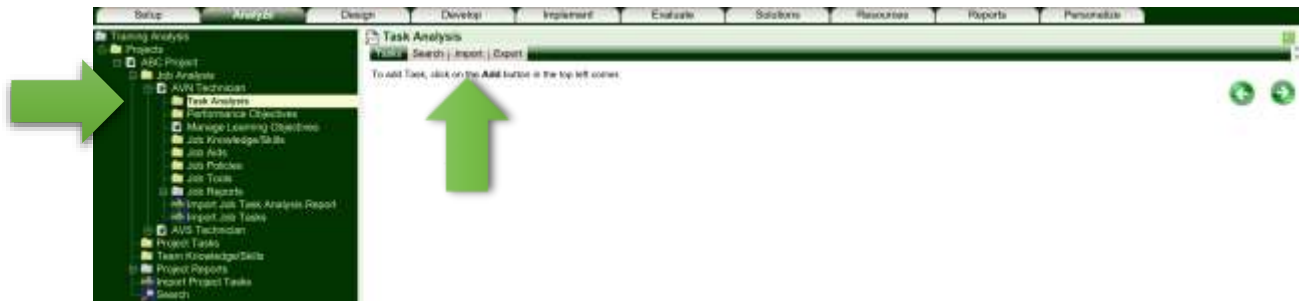 Setup Analysis Design Develop Implement Evaluate Solutions Resources Reports Personalize
Training Analysis
Projects
ABC Project
Job Analysis
AVN Technician
Task Analysis
Performance Objectives
Manage Learning Objectives
Job Knowledge/Skills
Job Aids
Job Policies
Job Tools
Job Reports
Import Job Task Analysis Report
Import Job Tasks
AVS Technician
Project Tasks
Team Knowledge/Skills
Project Reports
Import Project Tasks
Search
Task Analysis
Tasks Search | Import | Export
To add Task, click on the Add button in the top left corner.